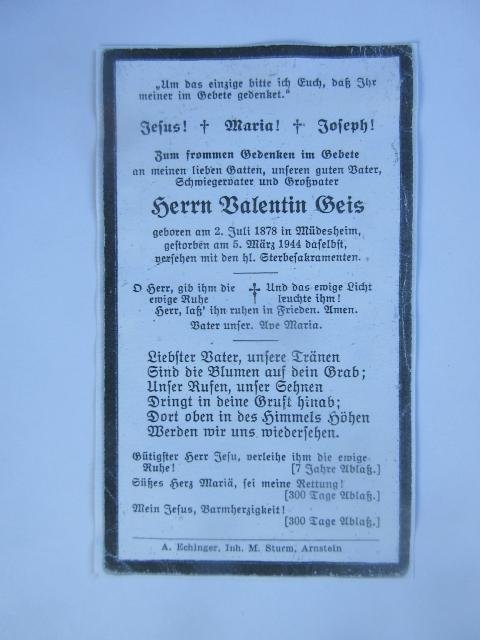 „Um das einzige bitte ich Euch, daß Ihr
meiner im Gebete gedenket."
Jesus! † Maria! † Joseph!
Zum frommen Gedenken im Gebete
an meinen lieben Gatten, unseren guten Vater,
Schwiegervater und Großvater
Herrn Valentin Geis
geboren am 2. Juli 1878 in Müdesheim,
gestorben am 5. März 1944 daselbst,
versehen mit den hl. Sterbesakramenten.
O Herr, gib ihm die † Und das ewige Licht
ewige Ruhe leuchte ihm!
Herr, laß' ihn ruhen in Frieden. Amen.
Vater unser. Ave Maria.
Liebster Vater, unsere Tränen
Sind die Blumen auf dein Grab;
Unser Rufen, unser Sehnen
Dringt in deine Gruft hinab;
Dort oben in des Himmels Höhen
Werden wir uns wiedersehen.
Gütigster Herr Jesu, verleihe ihm die ewige
Ruhe! [7 Jahre Ablaß.]
Süßes Herz Mariä, sei meine Rettung!
[300 Tage Ablaß.]
Mein Jesus, Barmherzigkeit!
[300 Tage Ablaß.]
A. Echinger, Inh. M. Sturm, Arnstein